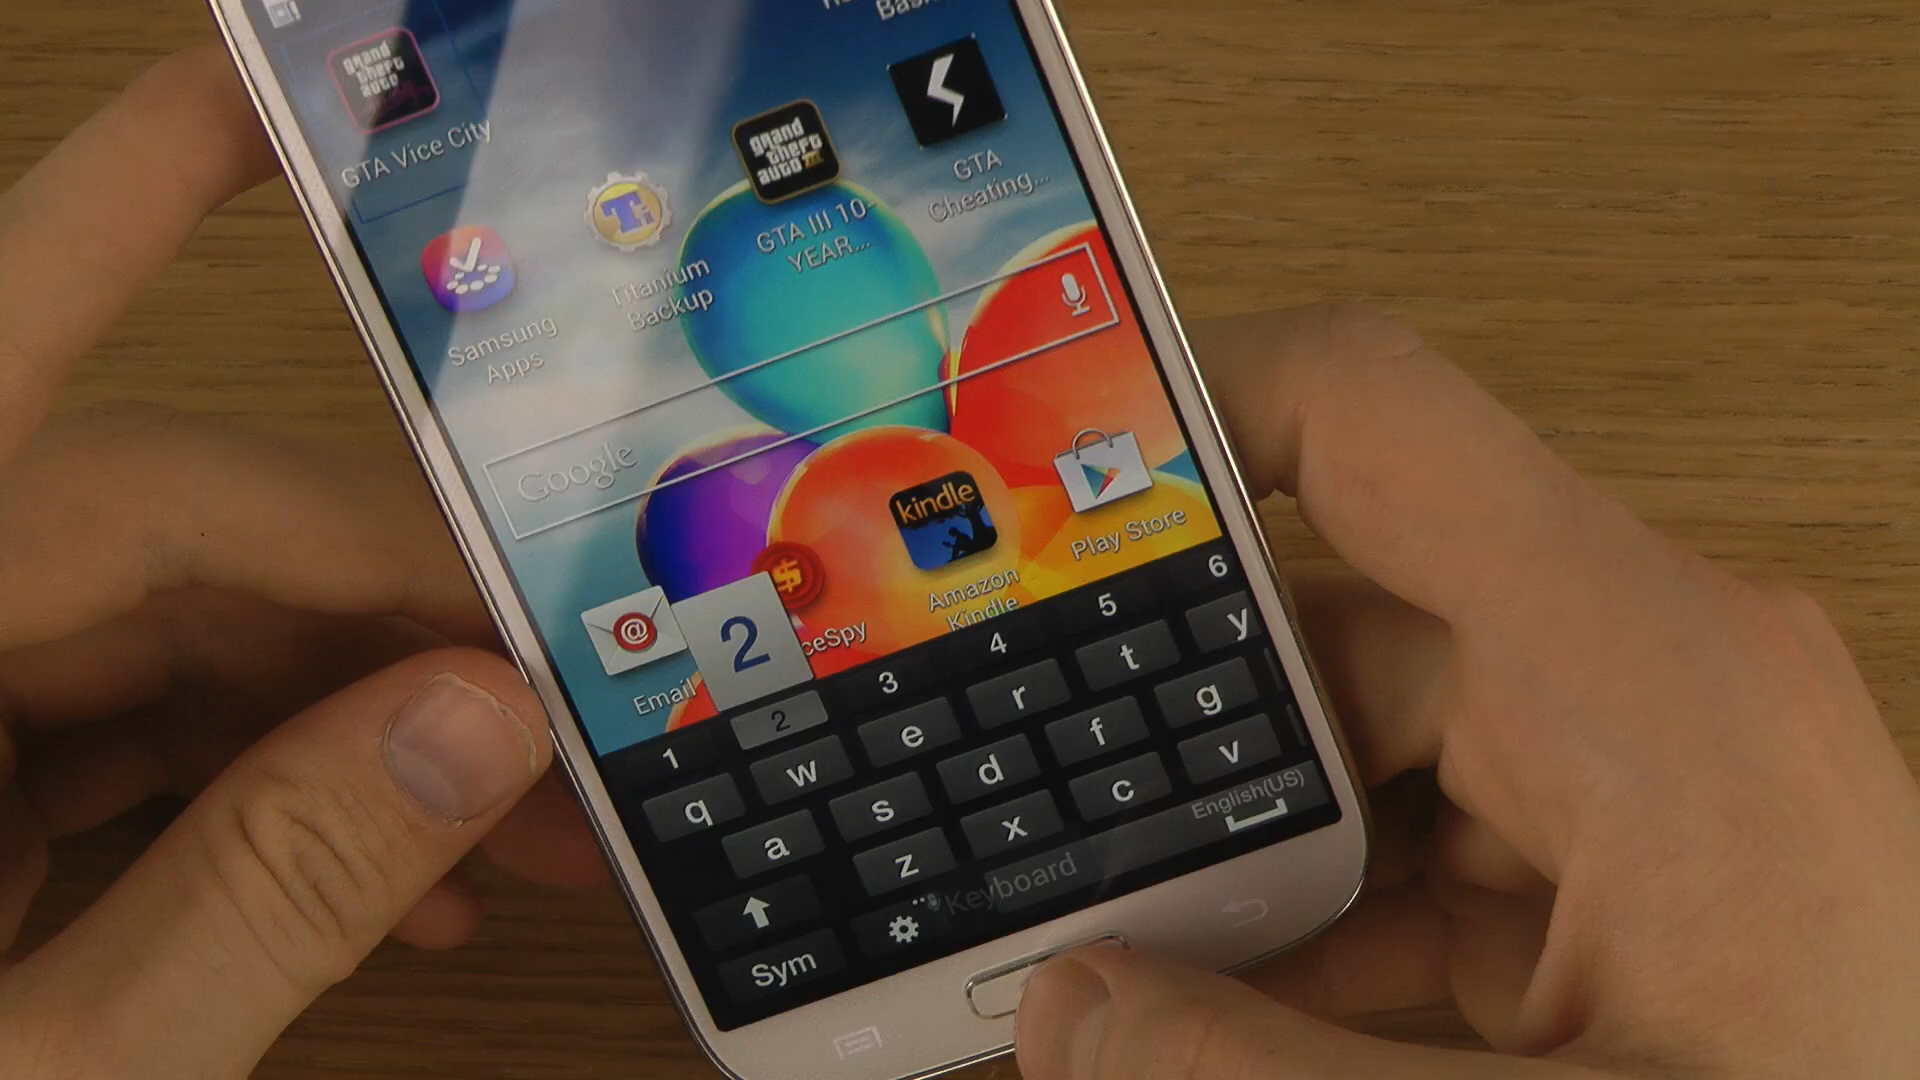 grand
theft
auto
GTA Vice City
Samsung
Apps
Ti
Titanium
Backup
grand
theft
auto III
GTA III 10-
YEAR...
GTA
Cheating...
Google
@
Email
$
ceSpy
kindle
Amazon
Kindle
Play Store
2
1 2 3 4 5 6
q w e r t y
a s d f g
z x c v
Sym
Keyboard
English(US)